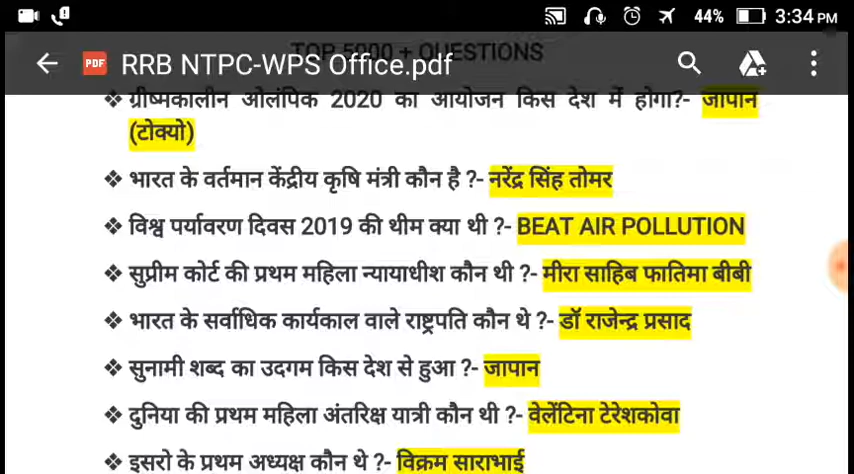 44% 3:34 PM
TOP 5000 + QUESTIONS
PDF RRB NTPC-WPS Office.pdf
❖ ग्रीष्मकालीन ओलंपिक 2020 का आयोजन किस देश में होगा?- जापान
(टोक्यो)
❖ भारत के वर्तमान केंद्रीय कृषि मंत्री कौन है ?- नरेंद्र सिंह तोमर
❖ विश्व पर्यावरण दिवस 2019 की थीम क्या थी ?- BEAT AIR POLLUTION
❖ सुप्रीम कोर्ट की प्रथम महिला न्यायाधीश कौन थी ?- मीरा साहिब फातिमा बीबी
❖ भारत के सर्वाधिक कार्यकाल वाले राष्ट्रपति कौन थे ?- डॉ राजेन्द्र प्रसाद
❖ सुनामी शब्द का उदगम किस देश से हुआ ?- जापान
❖ दुनिया की प्रथम महिला अंतरिक्ष यात्री कौन थी ?- वेलेंटिना टेरेशकोवा
❖ इसरो के प्रथम अध्यक्ष कौन थे ?- विक्रम साराभाई